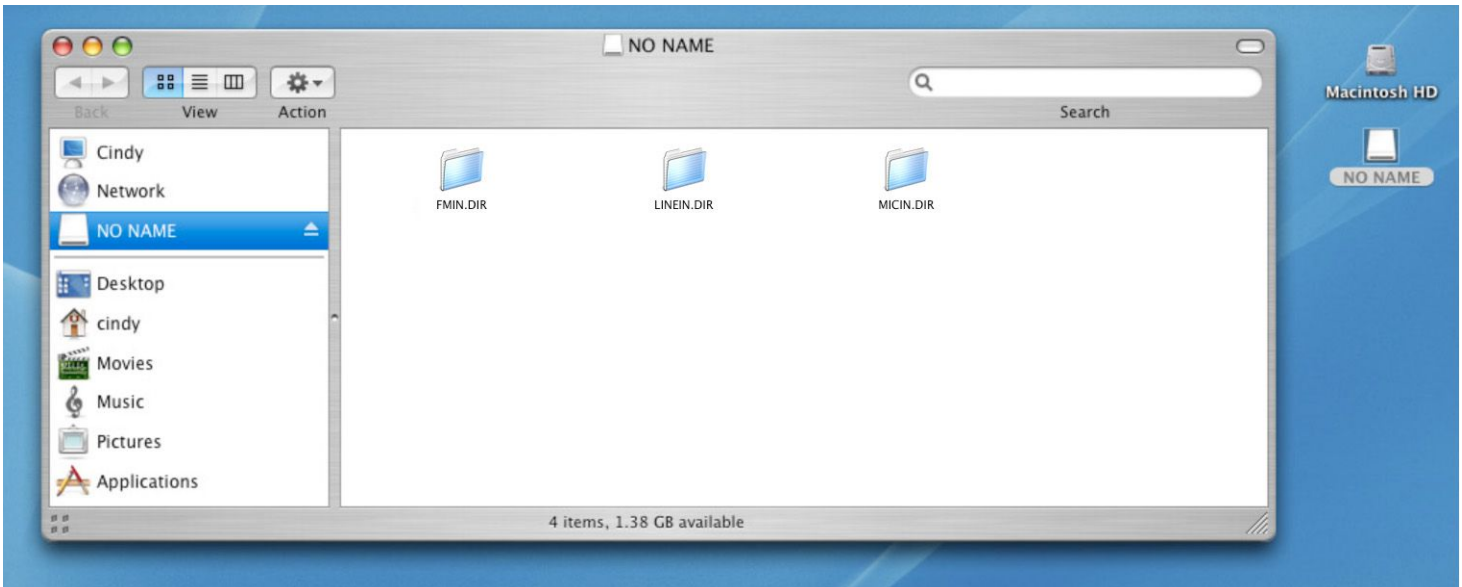 NO NAME
Back
View
Action
Search
Cindy
Network
NO NAME
Desktop
cindy
Movies
Music
Pictures
Applications
FMIN.DIR
LINEIN.DIR
MICIN.DIR
4 items, 1.38 GB available
Macintosh HD
NO NAME